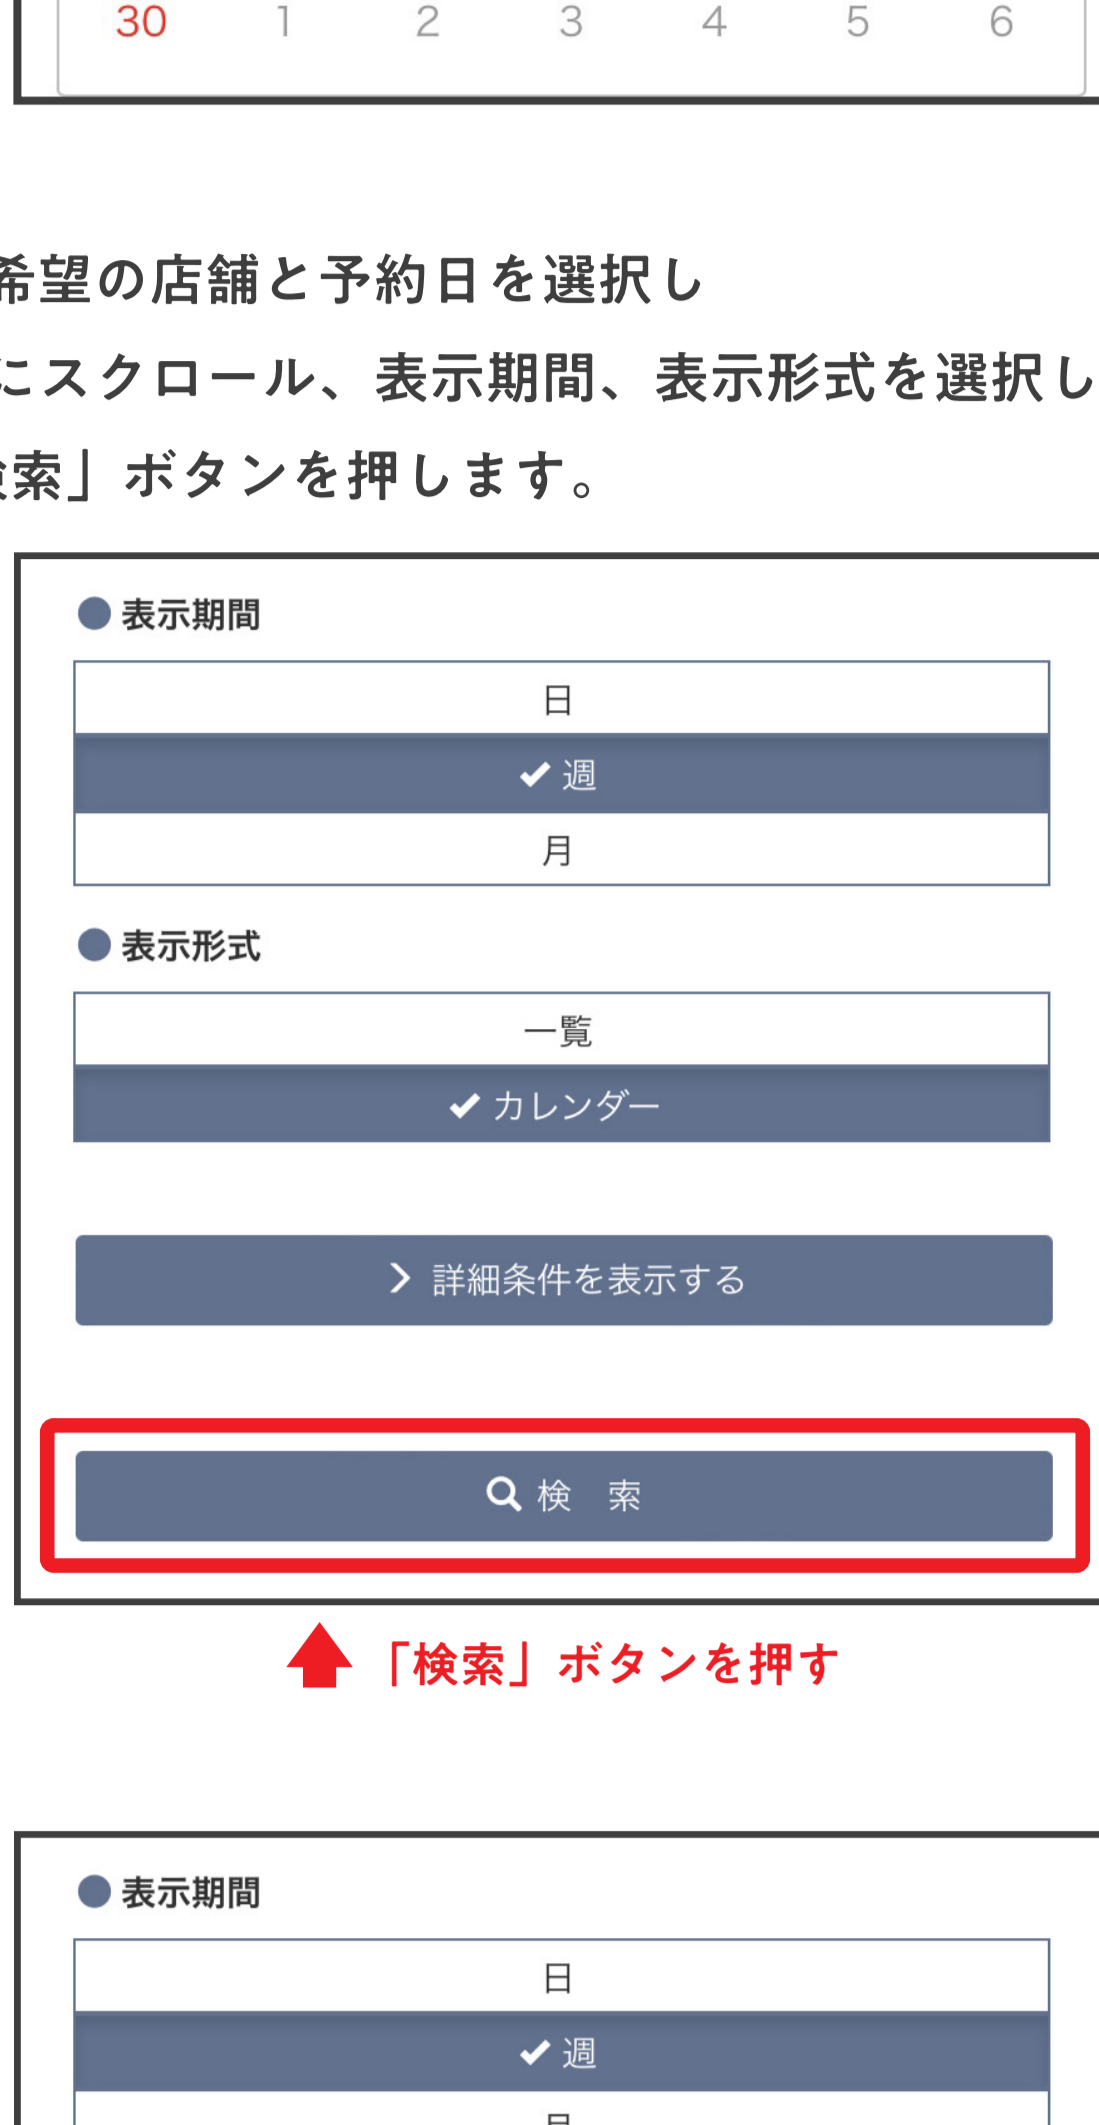 30 1 2 3 4 5 6
希望の店舗と予約日を選択し
にスクロール、表示期間、表示形式を選択し
索」ボタンを押します。
表示期間
日
週
月
表示形式
一覧
カレンダー
詳細条件を表示する
検 索
「検索」ボタンを押す
表示期間
日
週